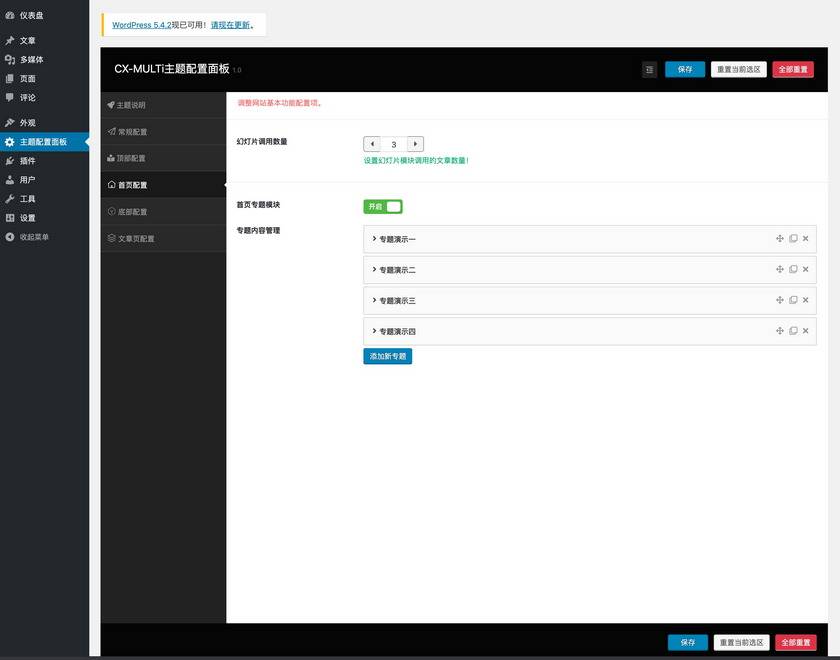 仪表盘
文章
多媒体
页面
评论
外观
主题配置面板
插件
用户
工具
设置
收起菜单
WordPress 5.4.2现已可用！请现在更新。
CX-MULTi主题配置面板 1.0
保存
重置当前选区
全部重置
主题说明
常规配置
顶部配置
首页配置
底部配置
文章页配置
调整网站基本功能配置项。
幻灯片调用数量
3
设置幻灯片模块调用的文章数量！
首页专题模块
开启
专题内容管理
专题演示一
专题演示二
专题演示三
专题演示四
添加新专题
保存
重置当前选区
全部重置